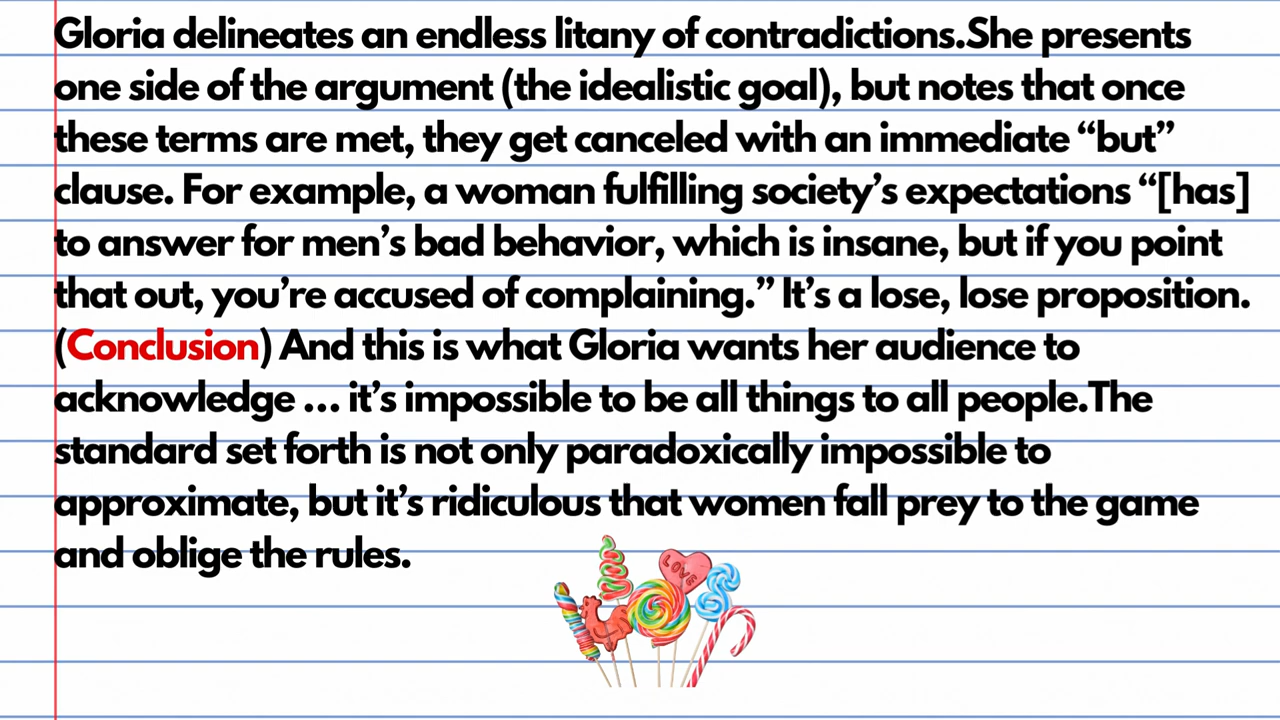 Gloria delineates an endless litany of contradictions.She presents
one side of the argument (the idealistic goal), but notes that once
these terms are met, they get canceled with an immediate “but”
clause. For example, a woman fulfilling society’s expectations “[has]
to answer for men’s bad behavior, which is insane, but if you point
that out, you’re accused of complaining.” It’s a lose, lose proposition.
(Conclusion) And this is what Gloria wants her audience to
acknowledge ... it’s impossible to be all things to all people.The
standard set forth is not only paradoxically impossible to
approximate, but it’s ridiculous that women fall prey to the game
and oblige the rules.
LOVE